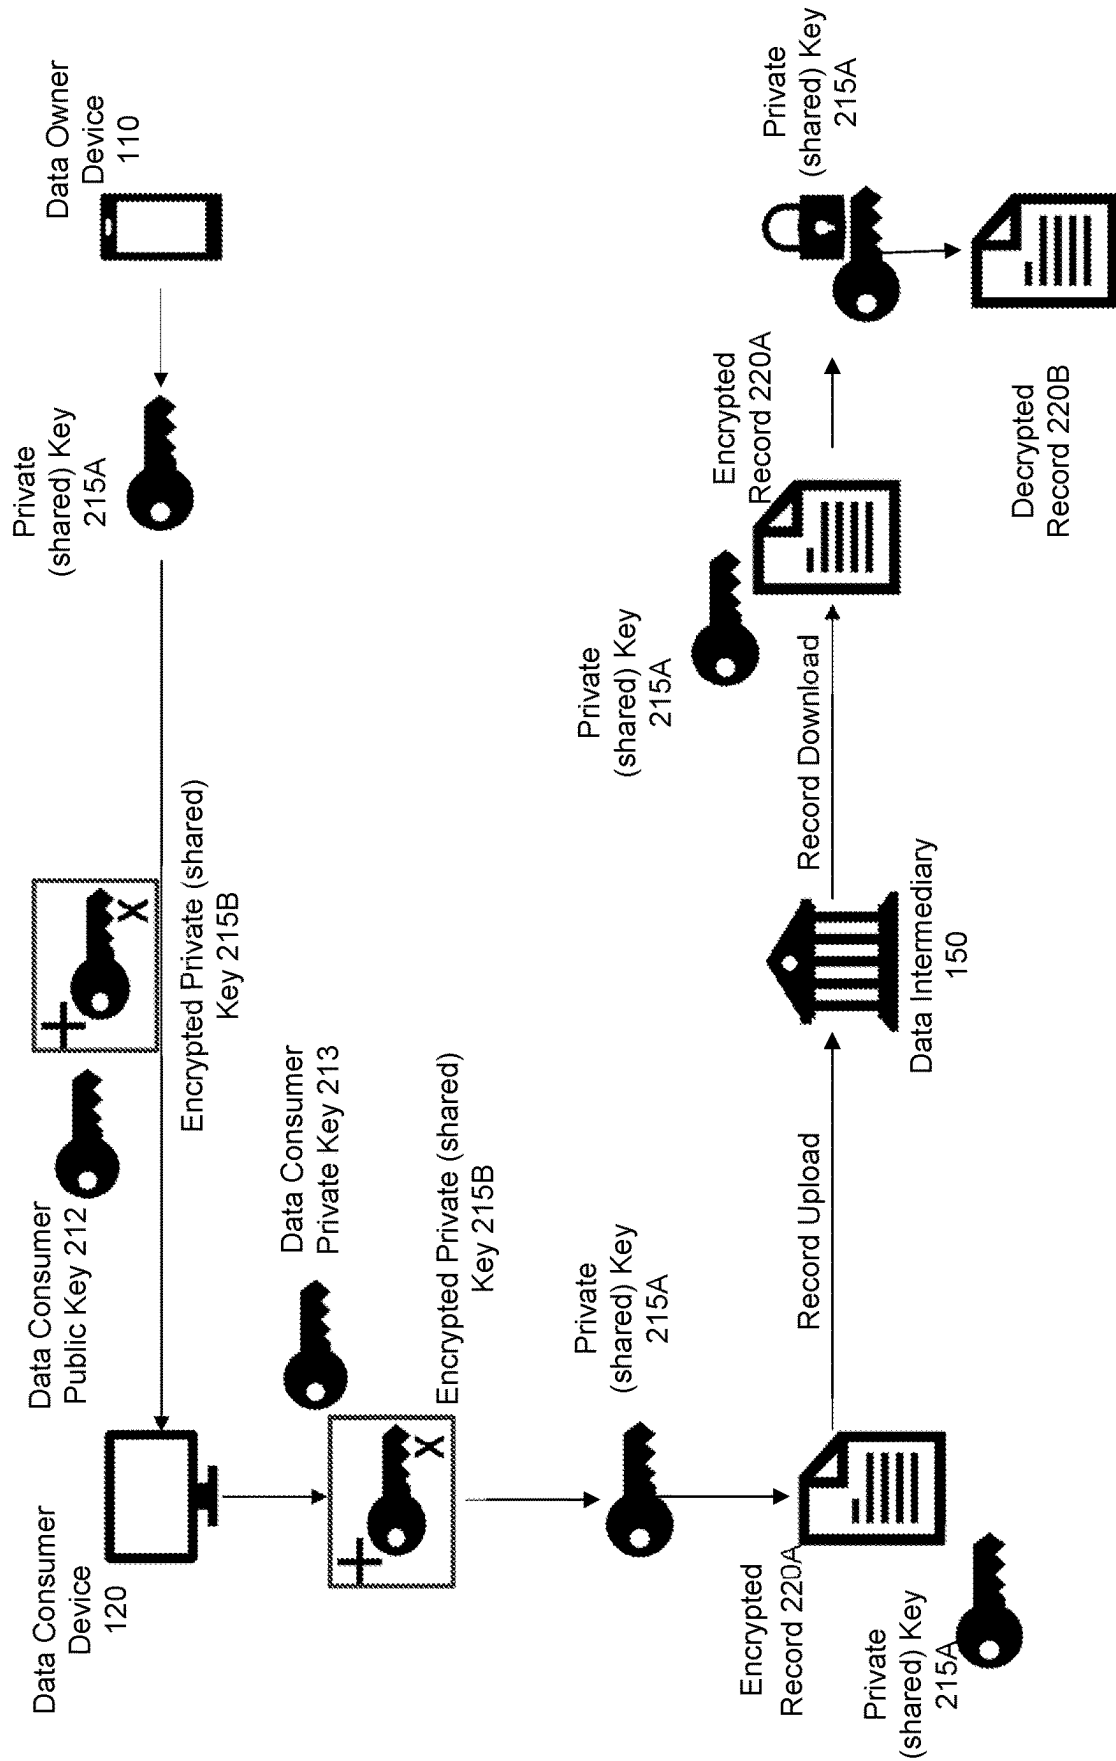 Data Consumer
Device
120
Data Consumer
Public Key 212
Encrypted Private (shared)
Key 215B
Private
(shared) Key
215A
Data Owner
Device
110
Data Consumer
Private Key 213
Encrypted Private (shared)
Key 215B
Private
(shared) Key
215A
Encrypted
Record 220A
Private
(shared) Key
215A
Record Upload
Data Intermediary
150
Record Download
Private
(shared) Key
215A
Encrypted
Record 220A
Private
(shared) Key
215A
Decrypted
Record 220B